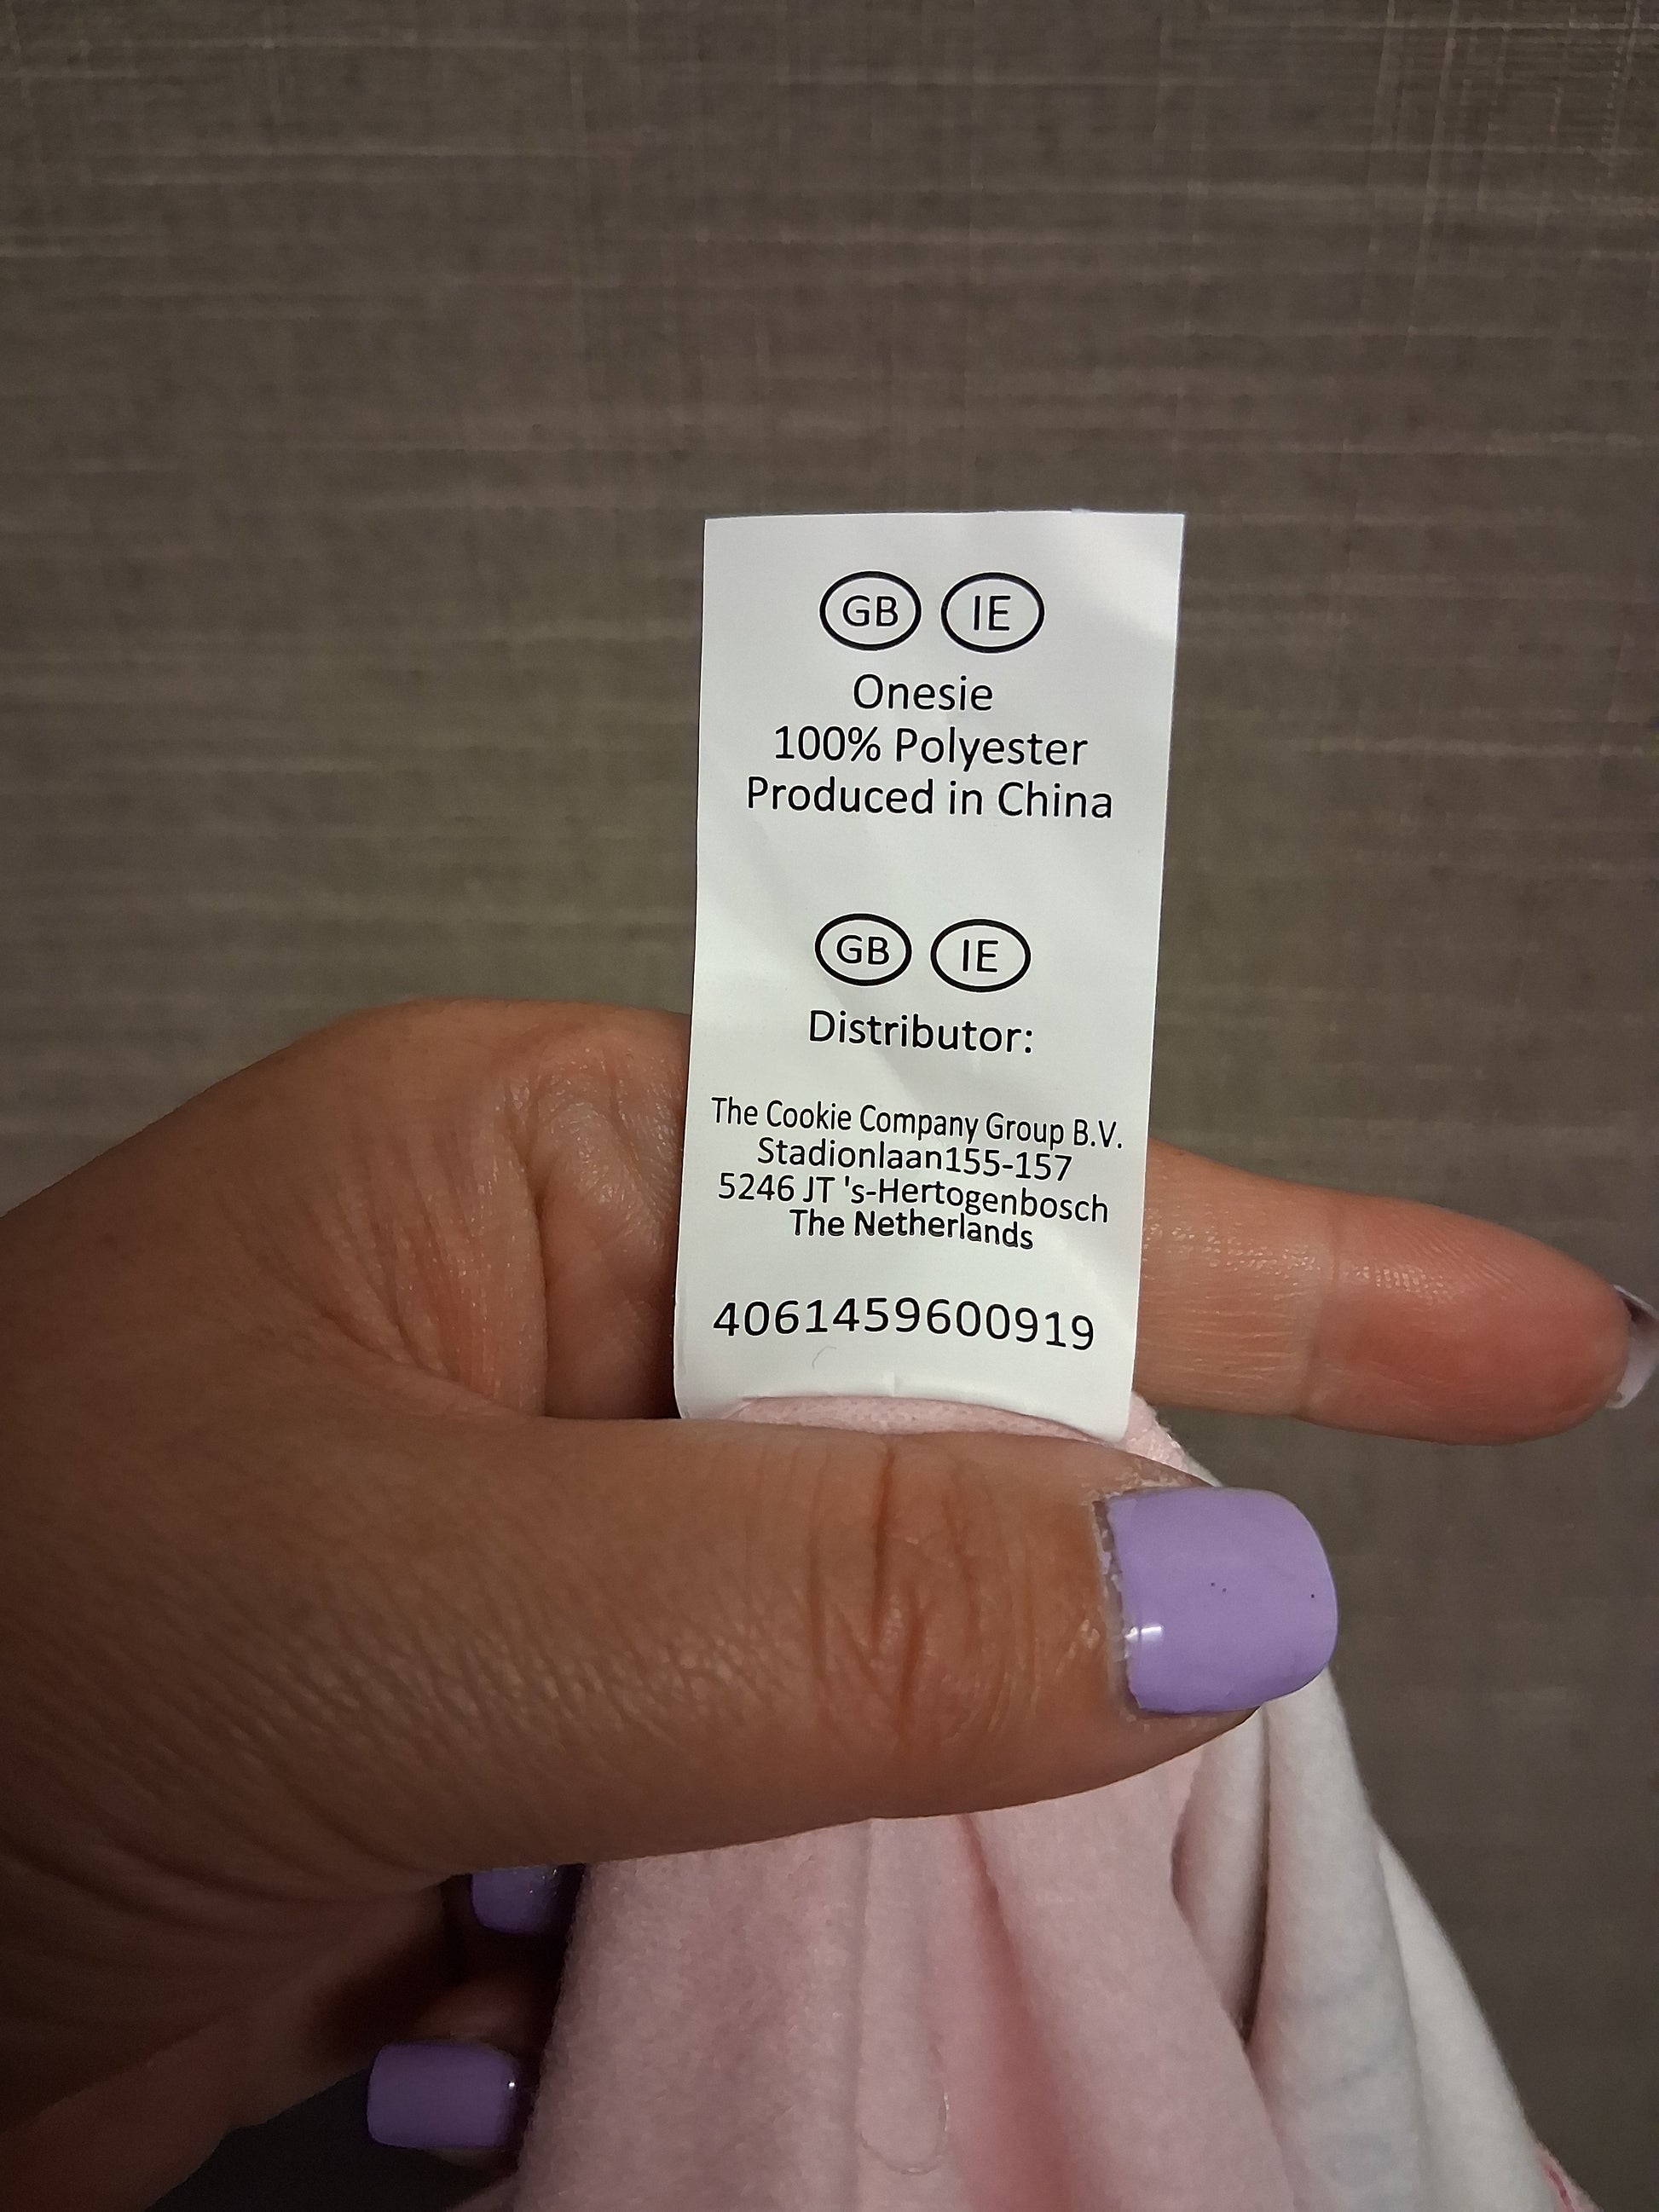 GB IE
Onesie
100% Polyester
Produced in China
GB IE
Distributor:
The Cookie Company Group B.V.
Stadionlaan155-157
5246 JT 's-Hertogenbosch
The Netherlands
4061459600919